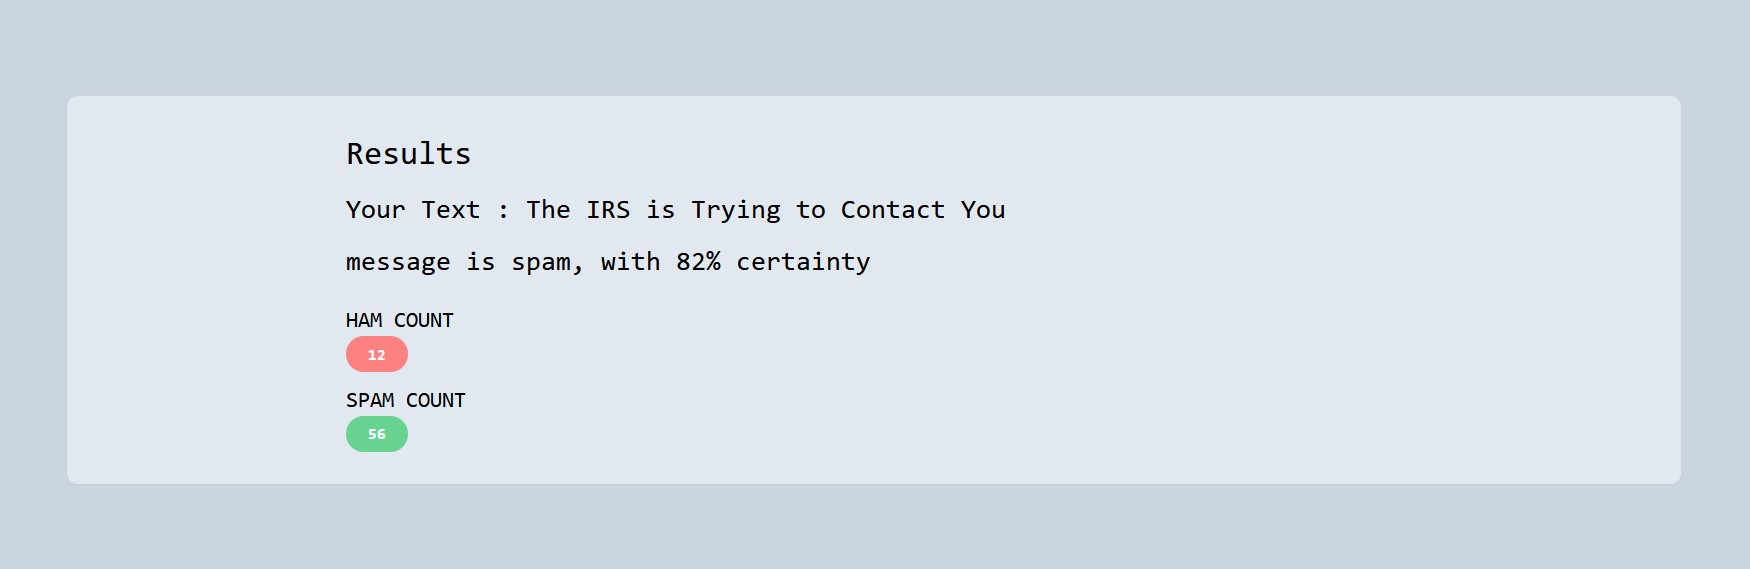 Results
Your Text : The IRS is Trying to Contact You
message is spam, with 82% certainty
HAM COUNT
12
SPAM COUNT
56